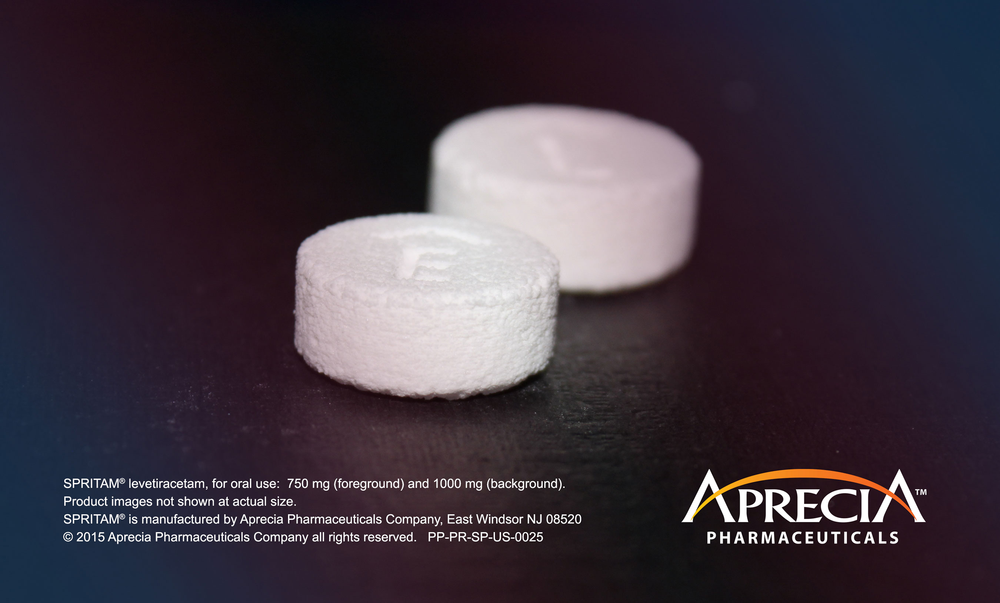 SPRITAM® levetiracetam, for oral use:  750 mg (foreground) and 1000 mg (background).
Product images not shown at actual size.
SPRITAM® is manufactured by Aprecia Pharmaceuticals Company, East Windsor NJ 08520
© 2015 Aprecia Pharmaceuticals Company all rights reserved.   PP-PR-SP-US-0025
APRECIA™
PHARMACEUTICALS